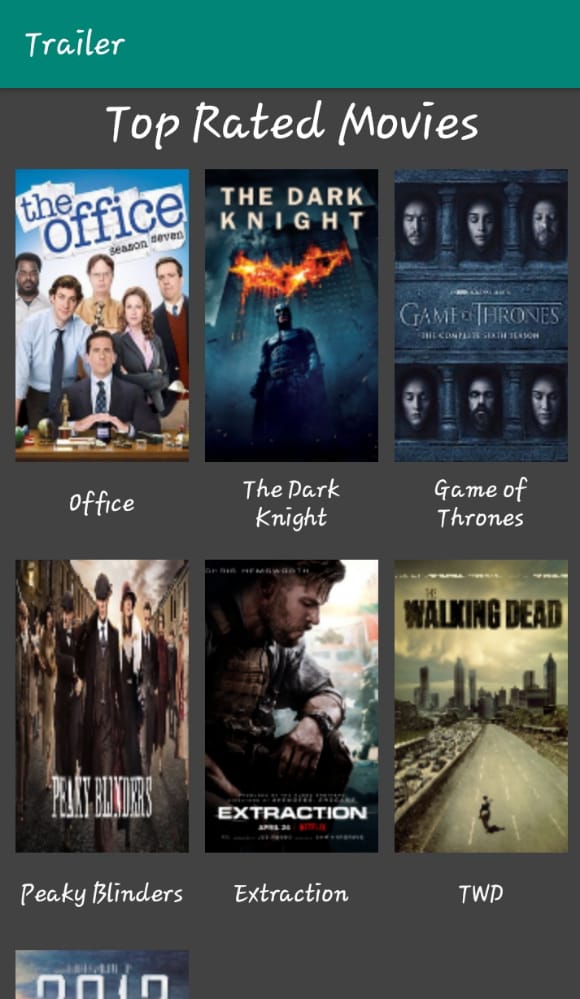 Trailer
Top Rated Movies
the office
season seven
THE DARK
KNIGHT
GAME OF THRONES
THE COMPLETE SIXTH SEASON
Office
The Dark
Knight
Game of
Thrones
PEAKY BLINDERS
CHRIS HEMSWORTH
EXTRACTION
APRIL 24 NETFLIX
THE
WALKING DEAD
Peaky Blinders
Extraction
TWD
2012